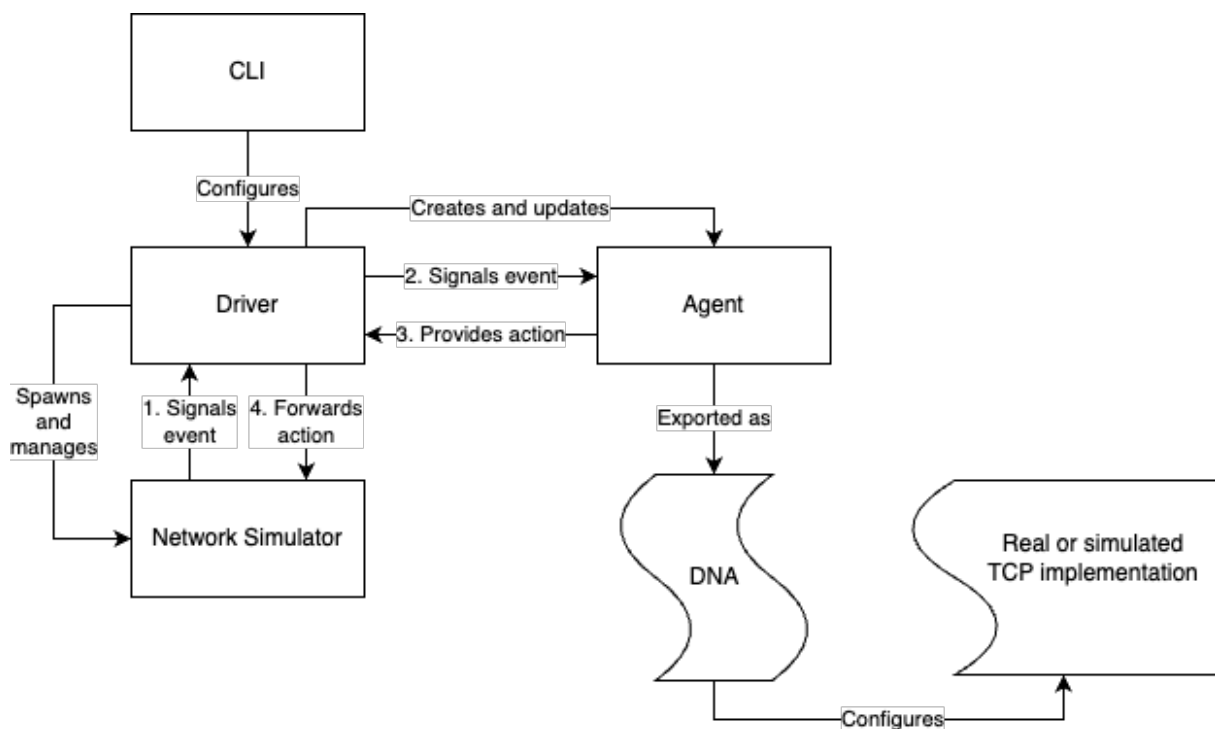 CLI
Configures
Creates and updates
Driver
2. Signals event
3. Provides action
Agent
Spawns
and
manages
1. Signals
event
4. Forwards
action
Exported as
Network Simulator
DNA
Real or simulated
TCP implementation
Configures